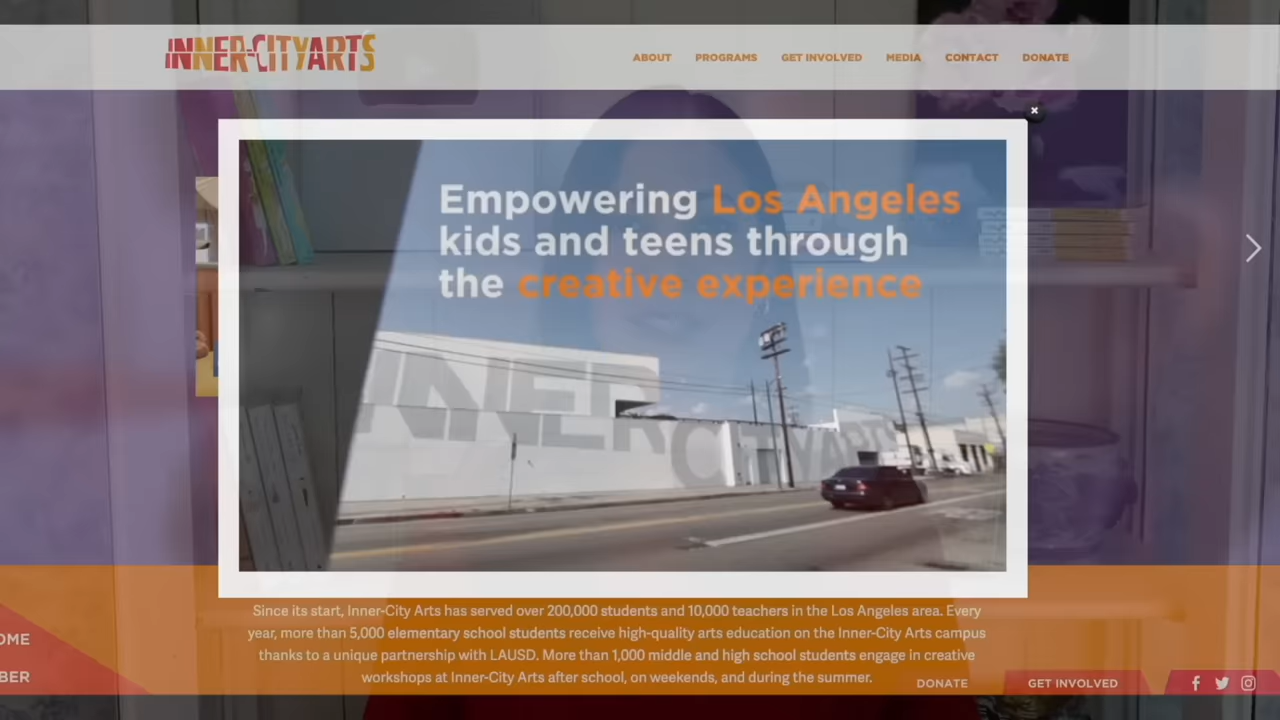 INNER-CITYARTS
ABOUT PROGRAMS GET INVOLVED MEDIA CONTACT DONATE
Empowering Los Angeles
kids and teens through
the creative experience
INNER
CITYARTS
Since its start, Inner-City Arts has served over 200,000 students and 10,000 teachers in the Los Angeles area. Every
year, more than 5,000 elementary school students receive high-quality arts education on the Inner-City Arts campus
thanks to a unique partnership with LAUSD. More than 1,000 middle and high school students engage in creative
workshops at Inner-City Arts after school, on weekends, and during the summer.
OME
BER
DONATE GET INVOLVED